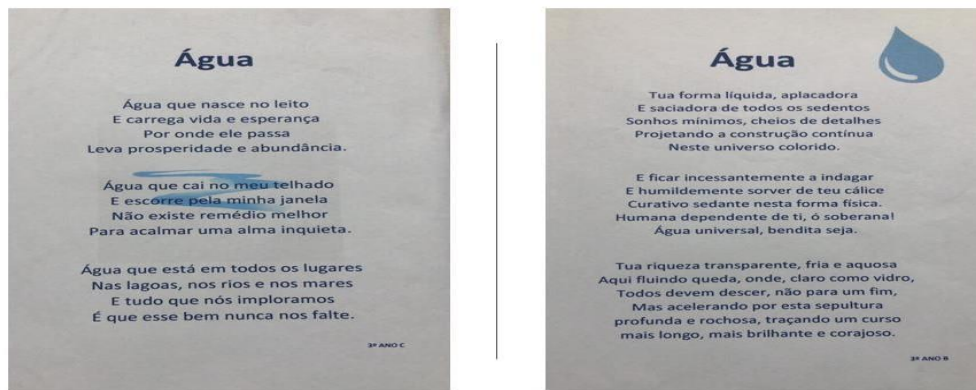 Água
Água que nasce no leito
E carrega vida e esperança
Por onde ele passa
Leva prosperidade e abundância.
Água que cai no meu telhado
E escorre pela minha janela
Não existe remédio melhor
Para acalmar uma alma inquieta.
Água que está em todos os lugares
Nas lagoas, nos rios e nos mares
E tudo que nós imploramos
É que esse bem nunca nos falte.
3º ANO C
Água
Tua forma líquida, aplacadora
E saciadora de todos os sedentos
Sonhos mínimos, cheios de detalhes
Projetando a construção contínua
Neste universo colorido.
E ficar incessantemente a indagar
E humildemente sorver de teu cálice
Curativo sedante nesta forma física.
Humana dependente de ti, ó soberana!
Água universal, bendita seja.
Tua riqueza transparente, fria e aquosa
Aqui fluindo queda, onde, claro como vidro,
Todos devem descer, não para um fim,
Mas acelerando por esta sepultura
profunda e rochosa, traçando um curso
mais longo, mais brilhante e corajoso.
3º ANO B